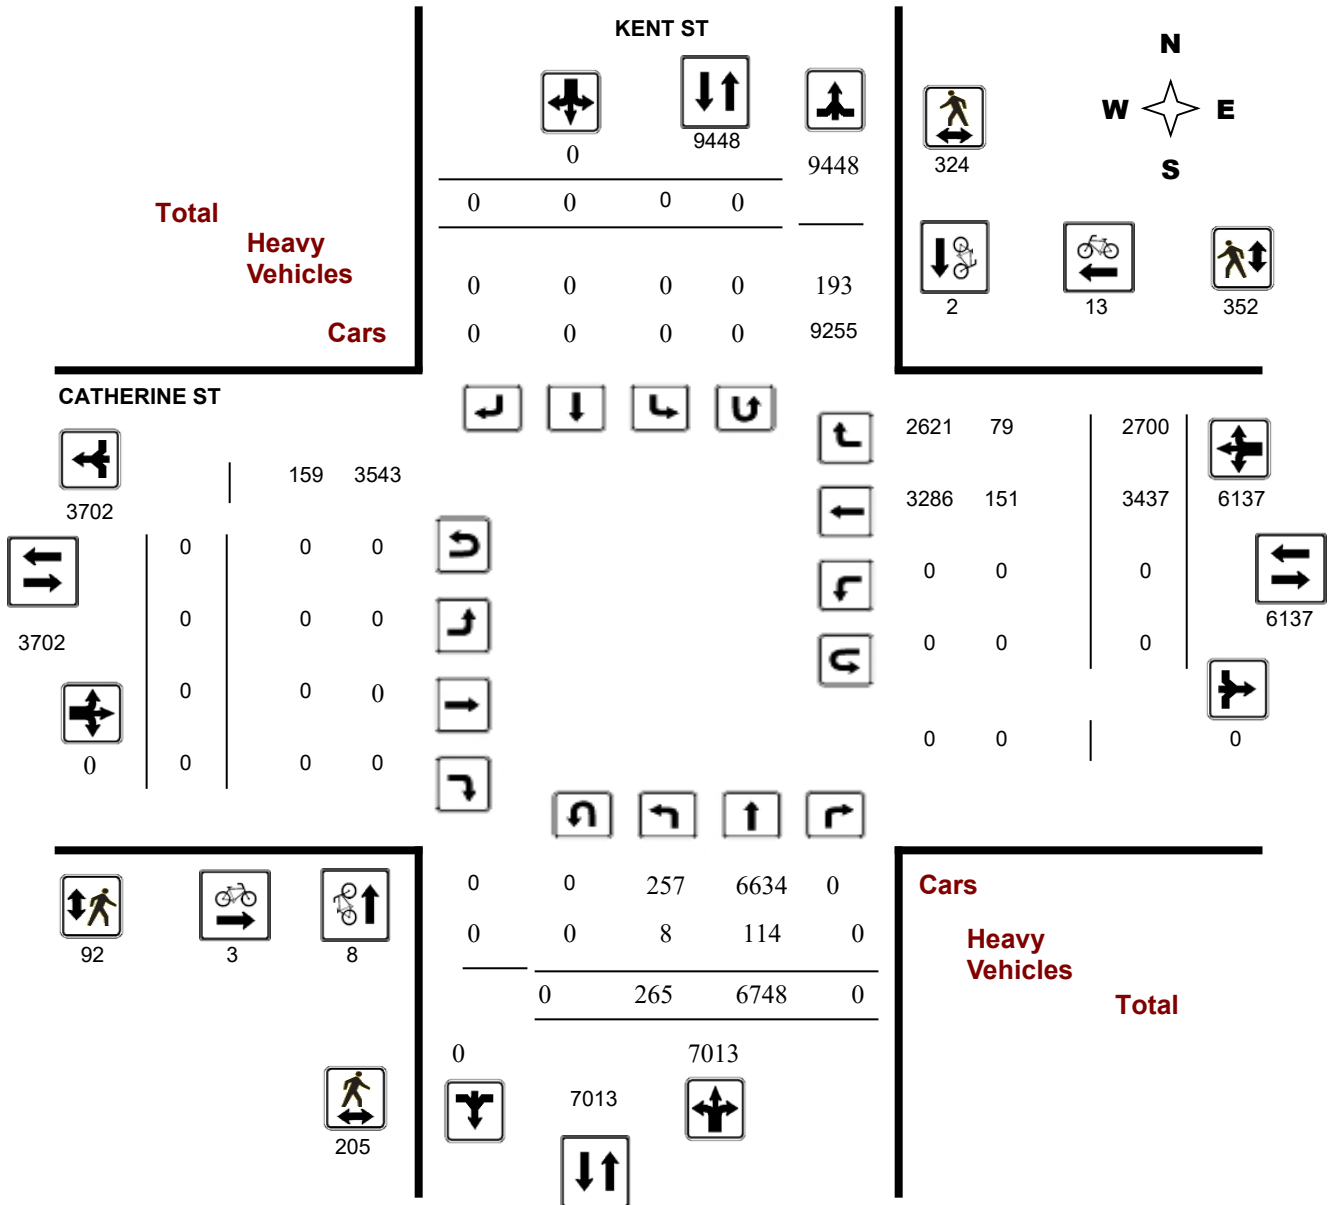 KENT ST
N
W E
S
9448
0
9448
324
0 0 0 0
Total
Heavy
Vehicles
0 0 0 0 193
2 13 352
Cars
0 0 0 0 9255
CATHERINE ST
2621 79 2700
159 3543
3702
3286 151 3437 6137
0 0 0
0 0 0
0 0 0
6137
3702
0 0 0
0 0 0
0
0 0 0
0 0 0
0 0 257 6634 0
Cars
0 0 8 114 0
Heavy
Vehicles
92 3 8
0 265 6748 0
Total
0 7013
7013
205